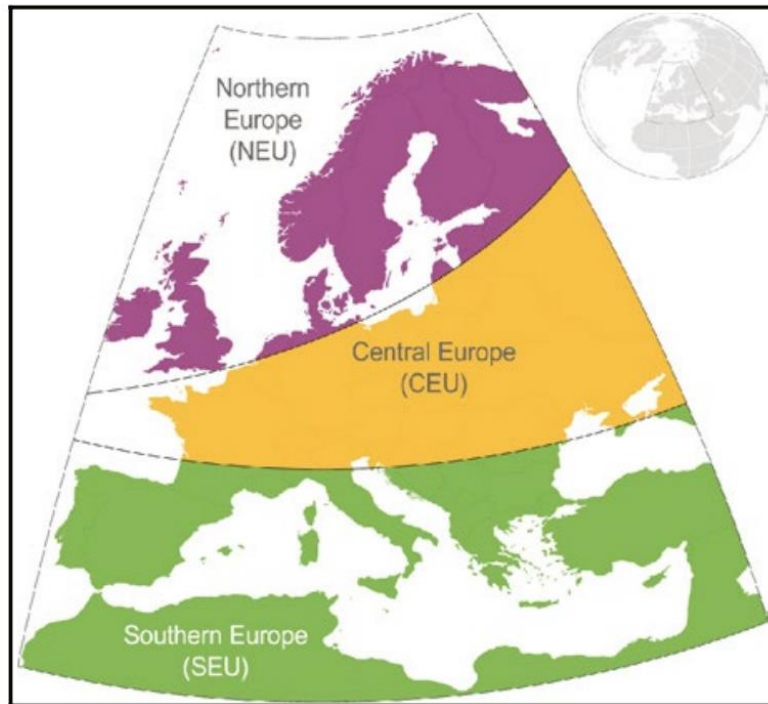 Northern
Europe
(NEU)
Central Europe
(CEU)
Southern Europe
(SEU)